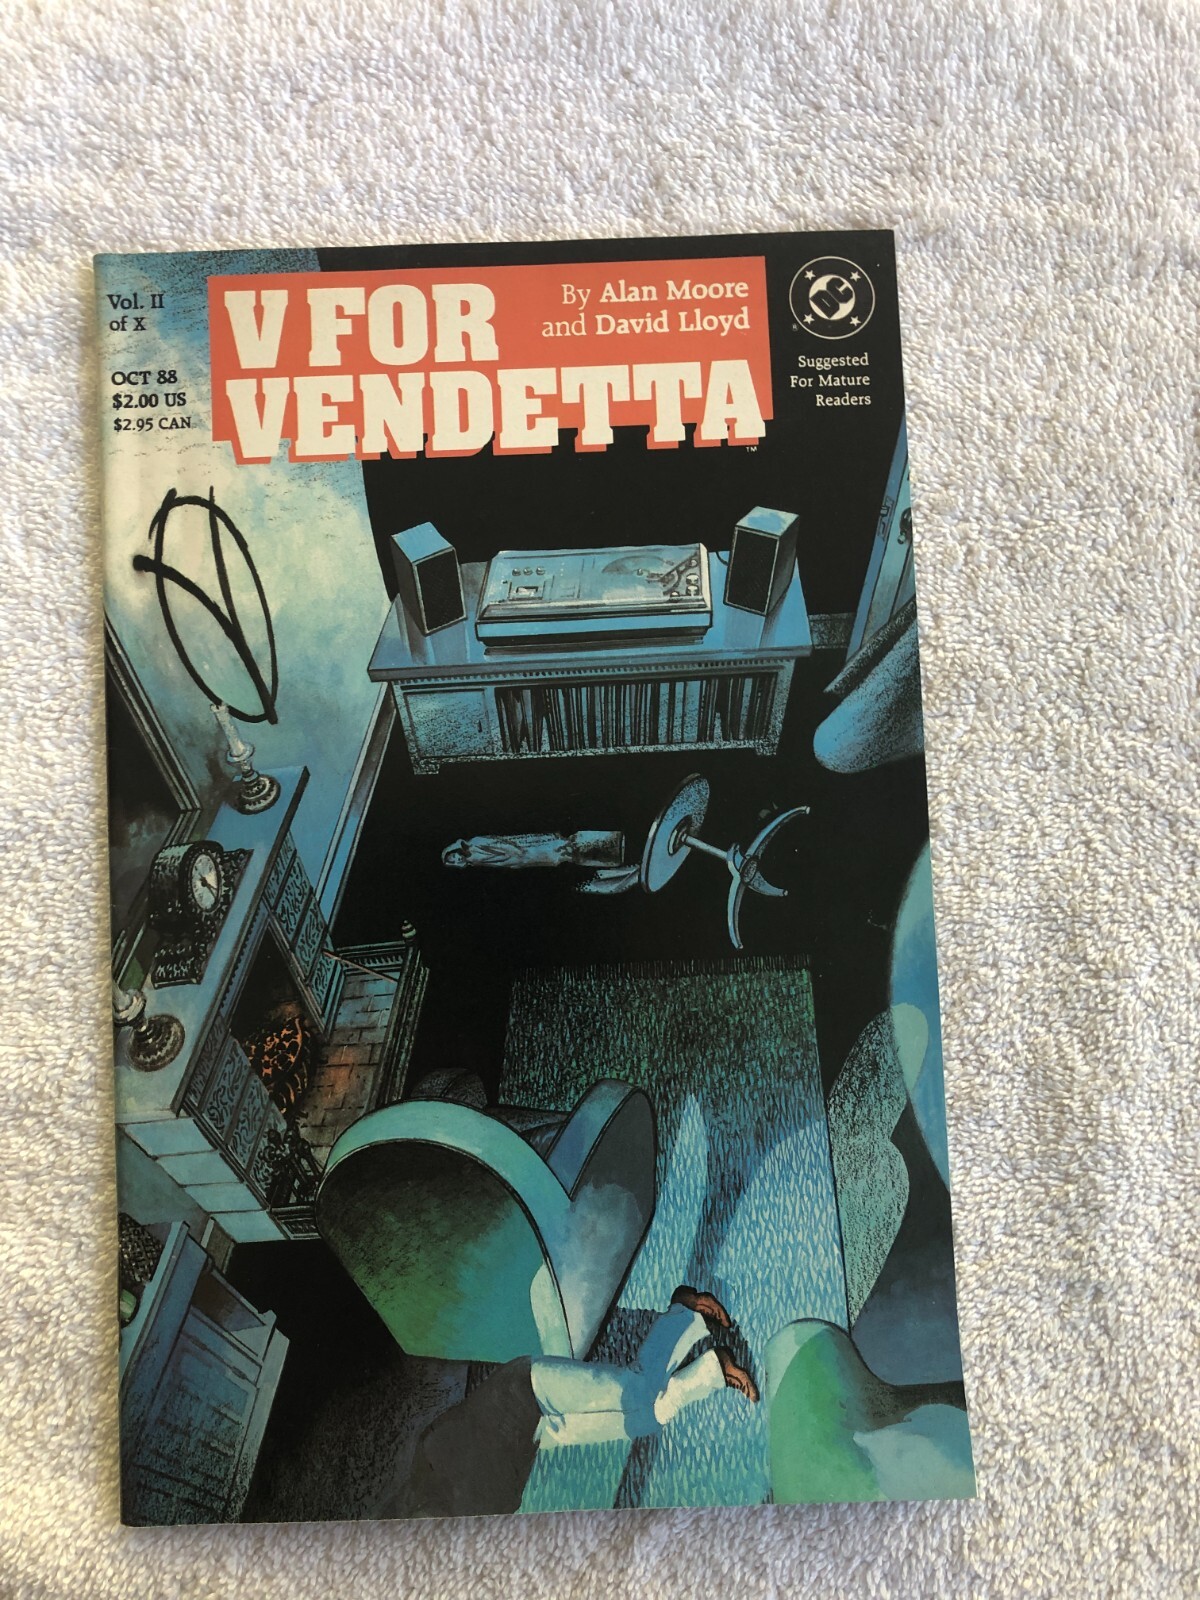 Vol. II
of X
OCT 88
$2.00 US
$2.95 CAN
V FOR
VENDETTA
™
By Alan Moore
and David Lloyd
DC
®
Suggested
For Mature
Readers
V